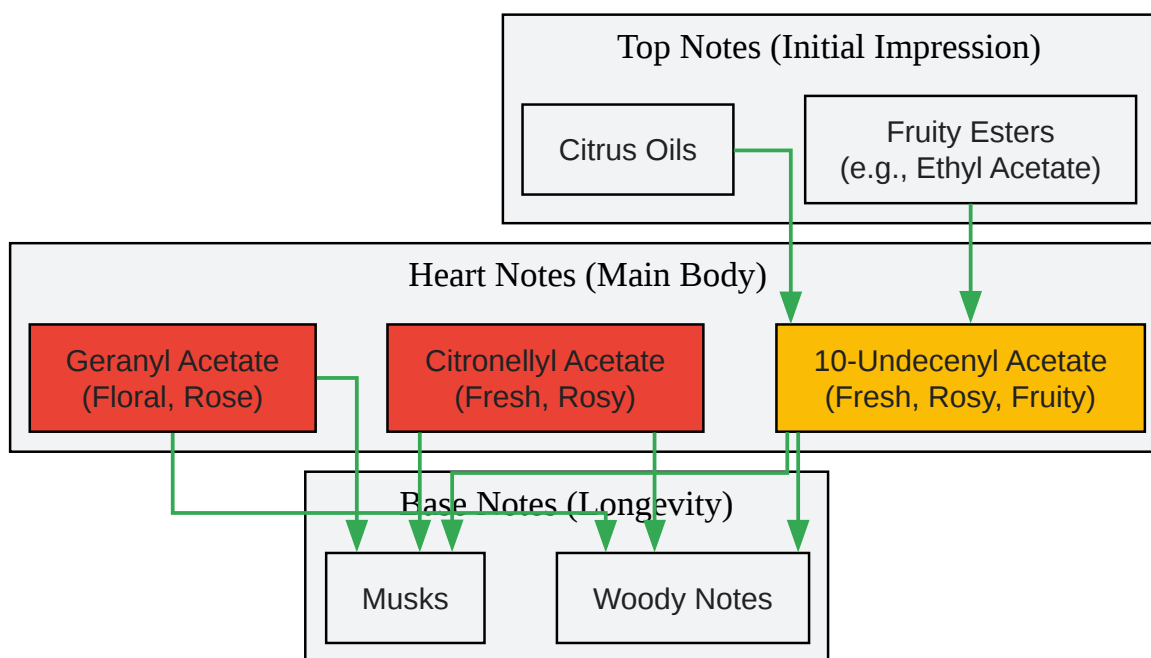 Top Notes (Initial Impression)
Citrus Oils
Fruity Esters
(e.g., Ethyl Acetate)
Heart Notes (Main Body)
Geranyl Acetate
(Floral, Rose)
Citronellyl Acetate
(Fresh, Rosy)
10-Undecenyl Acetate
(Fresh, Rosy, Fruity)
Base Notes (Longevity)
Musks
Woody Notes